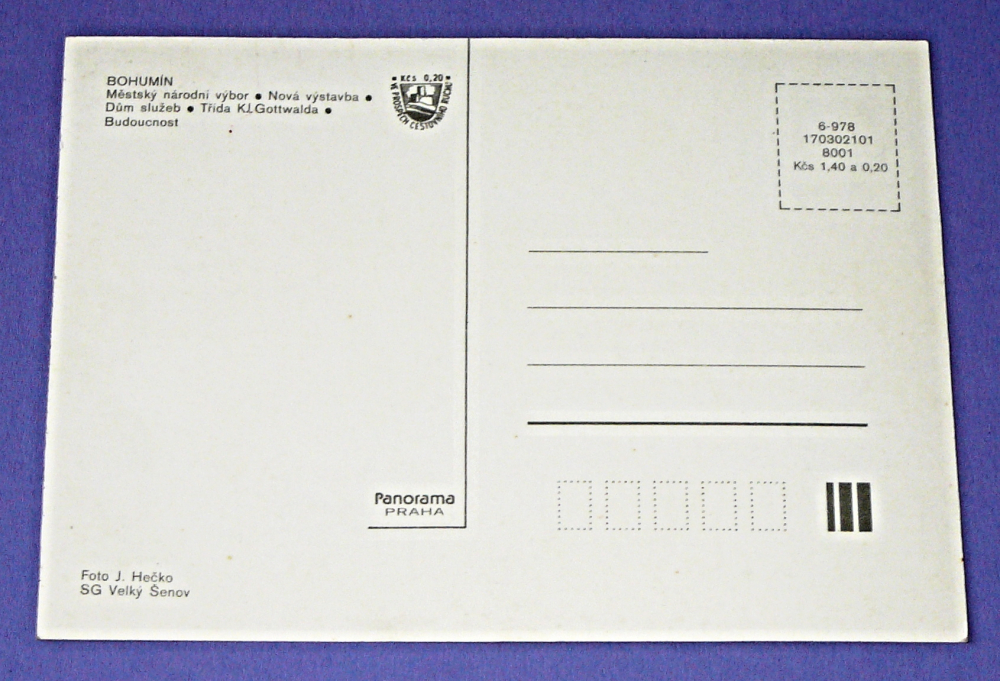 BOHUMÍN
Městský národní výbor ● Nová výstavba ●
Dům služeb ● Třída Kl.Gottwalda ●
Budoucnost
Kčs 0,20
VE PROSPĚCH CESTOVNÍHO RUCHU
6-978
170302101
8001
Kčs 1,40 a 0,20
Panorama
PRAHA
Foto J. Hečko
SG Velký Šenov